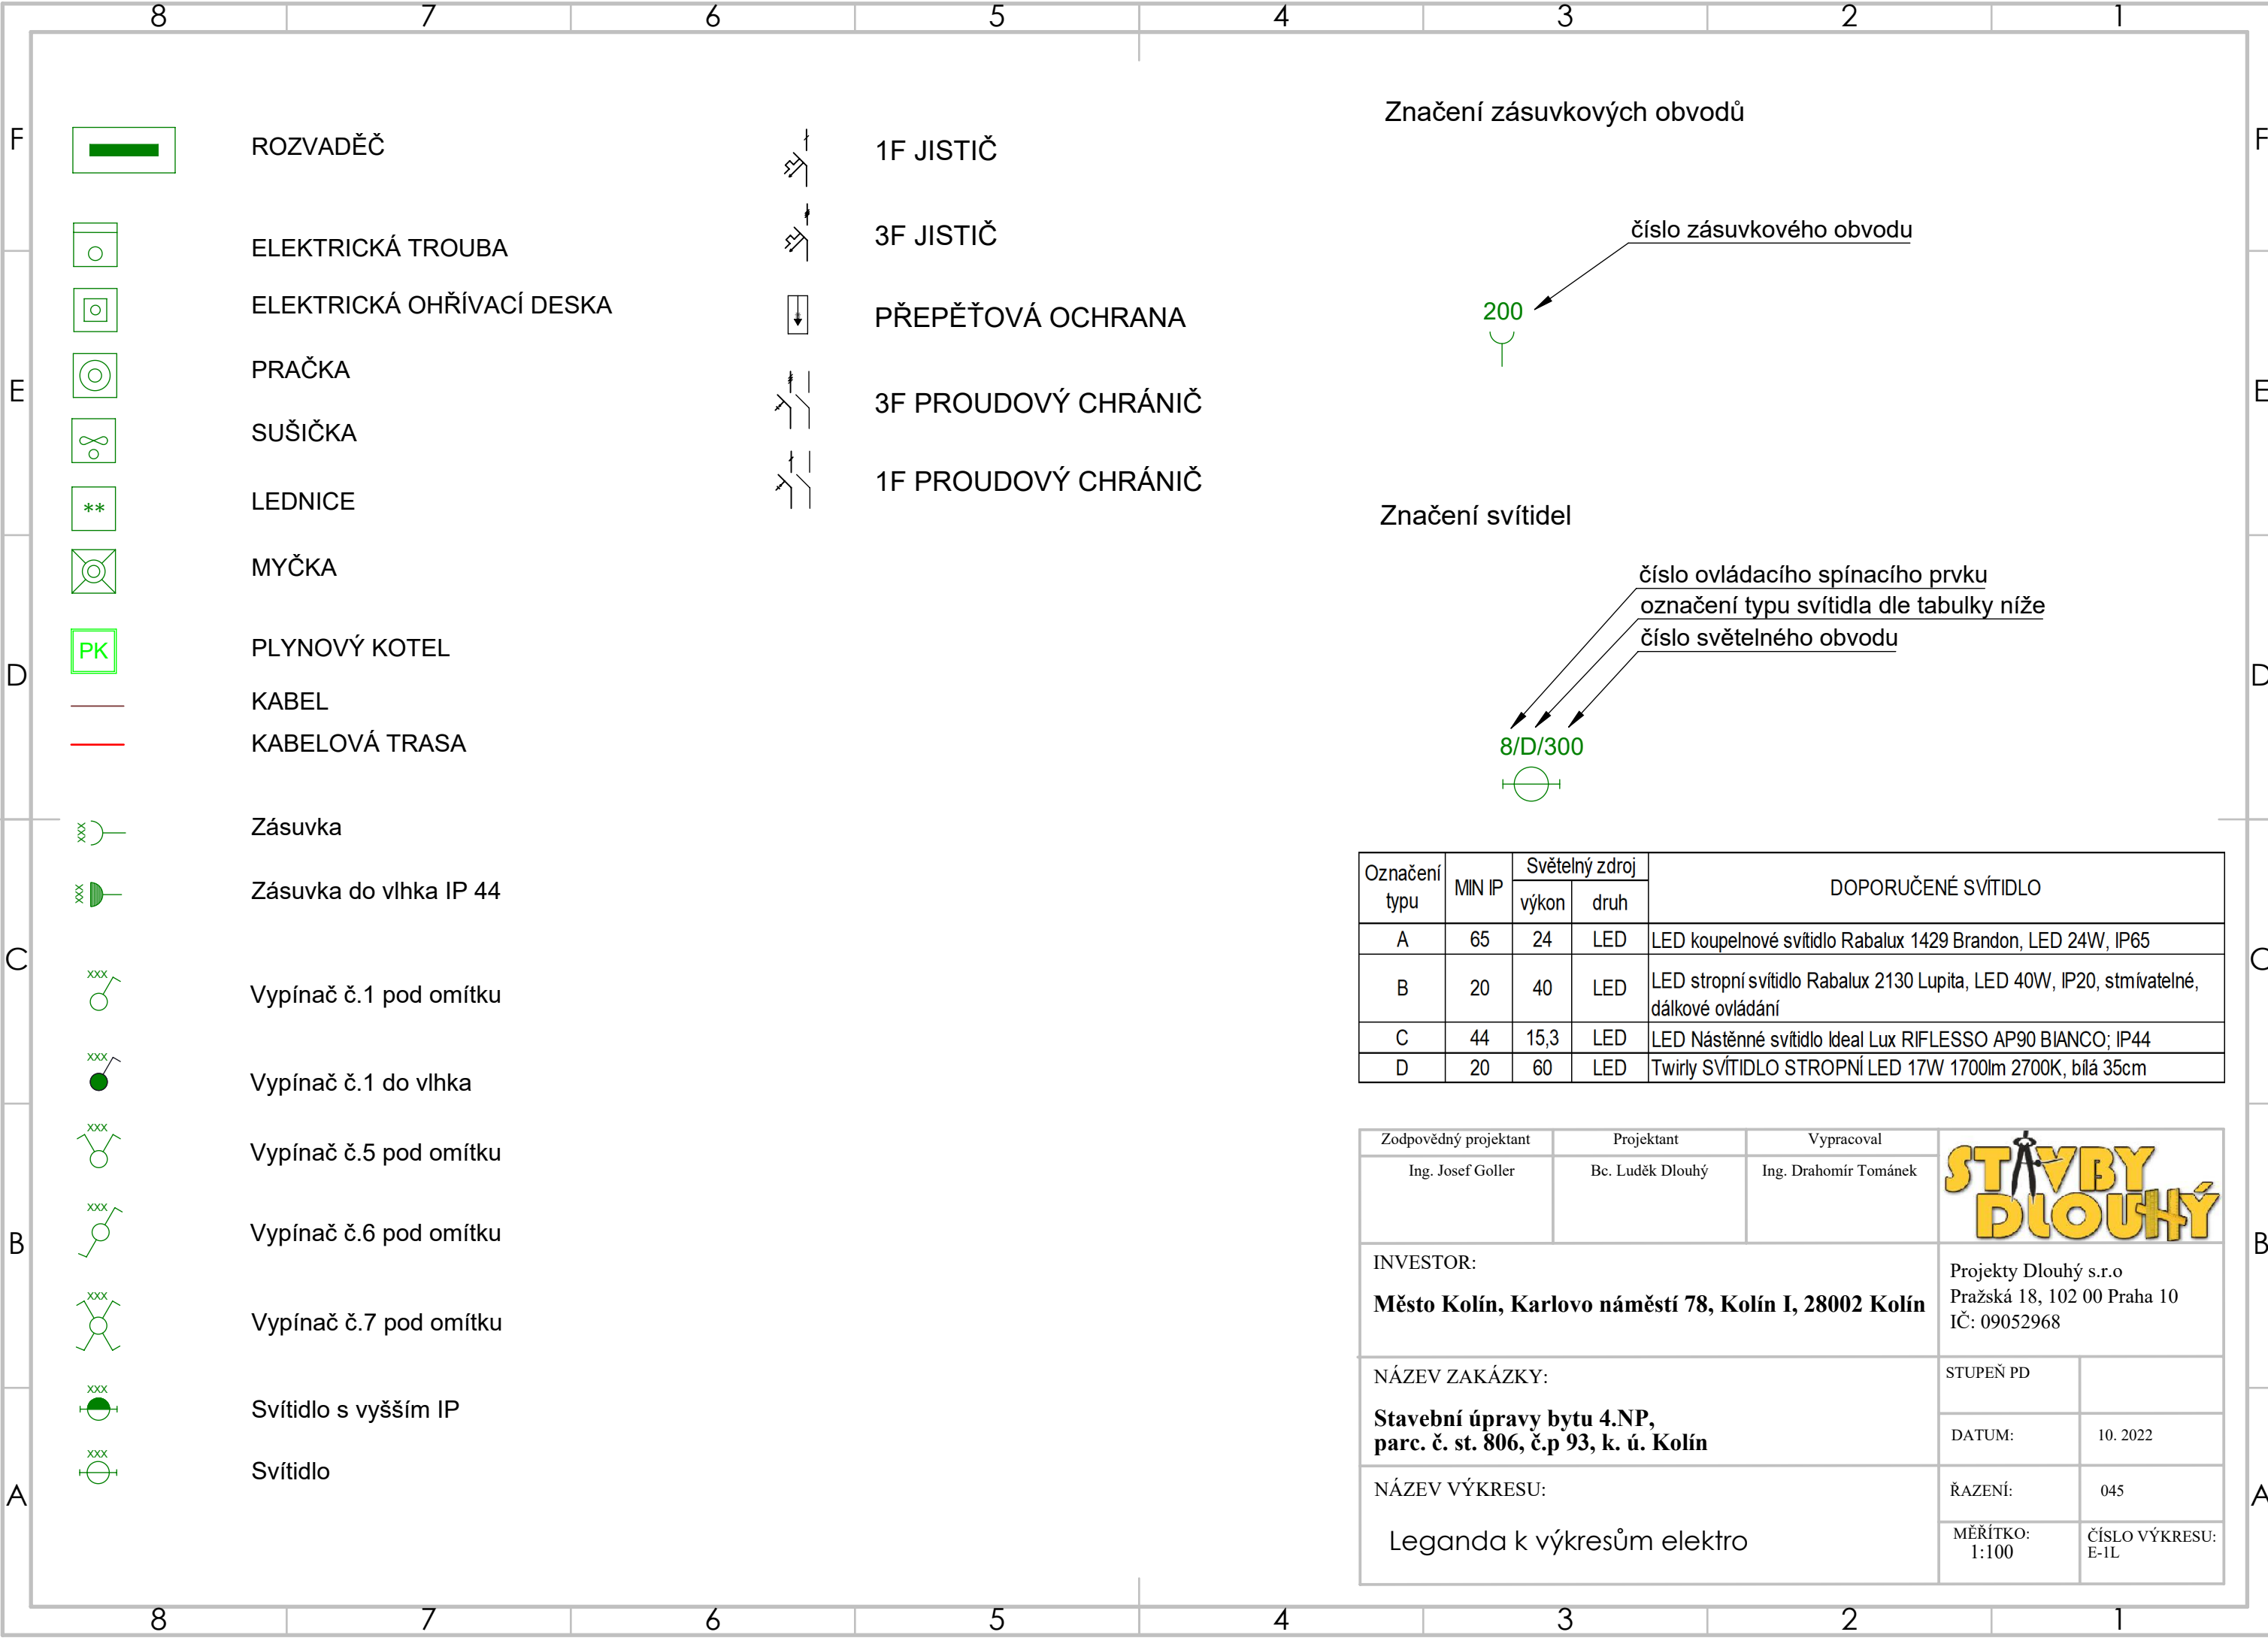 8 7 6 5 4 3 2 1
F F
E E
D D
C C
B B
A A
ROZVADĚČ
ELEKTRICKÁ TROUBA
ELEKTRICKÁ OHŘÍVACÍ DESKA
PRAČKA
SUŠIČKA
**
LEDNICE
MYČKA
PK
PLYNOVÝ KOTEL
KABEL
KABELOVÁ TRASA
xxx
Zásuvka
xxx
Zásuvka do vlhka IP 44
xxx
Vypínač č.1 pod omítku
xxx
Vypínač č.1 do vlhka
xxx
Vypínač č.5 pod omítku
xxx
Vypínač č.6 pod omítku
xxx
Vypínač č.7 pod omítku
xxx
Svítidlo s vyšším IP
xxx
Svítidlo
1F JISTIČ
3F JISTIČ
PŘEPĚŤOVÁ OCHRANA
3F PROUDOVÝ CHRÁNIČ
1F PROUDOVÝ CHRÁNIČ
Značení zásuvkových obvodů
číslo zásuvkového obvodu
200
Značení svítidel
číslo ovládacího spínacího prvku
označení typu svítidla dle tabulky níže
číslo světelného obvodu
8/D/300
Označení typu MIN IP Světelný zdroj DOPORUČENÉ SVÍTIDLO
výkon druh
A 65 24 LED LED koupelnové svítidlo Rabalux 1429 Brandon, LED 24W, IP65
B 20 40 LED LED stropní svítidlo Rabalux 2130 Lupita, LED 40W, IP20, stmívatelné,
dálkové ovládání
C 44 15,3 LED LED Nástěnné svítidlo Ideal Lux RIFLESSO AP90 BIANCO; IP44
D 20 60 LED Twirly SVÍTIDLO STROPNÍ LED 17W 1700lm 2700K, bílá 35cm
Zodpovědný projektant Projektant Vypracoval
Ing. Josef Goller Bc. Luděk Dlouhý Ing. Drahomír Tománek
STAVBY
DLOUHÝ
INVESTOR:
Město Kolín, Karlovo náměstí 78, Kolín I, 28002 Kolín
Projekty Dlouhý s.r.o
Pražská 18, 102 00 Praha 10
IČ: 09052968
NÁZEV ZAKÁZKY:
Stavební úpravy bytu 4.NP,
parc. č. st. 806, č.p 93, k. ú. Kolín
STUPEŇ PD
DATUM: 10. 2022
NÁZEV VÝKRESU:
Leganda k výkresům elektro
ŘAZENÍ: 045
MĚŘÍTKO:
1:100
ČÍSLO VÝKRESU:
E-1L
8 7 6 5 4 3 2 1